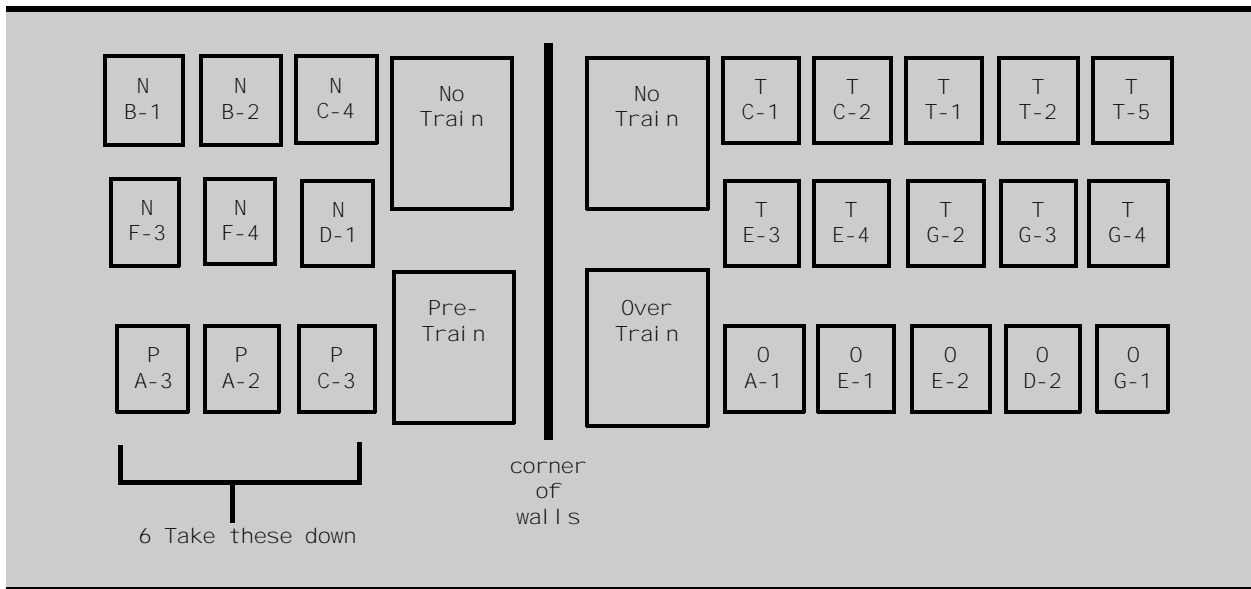 N
B-1
N
B-2
N
C-4
No
Train
N
F-3
N
F-4
N
D-1
Pre-
Train
P
A-3
P
A-2
P
C-3
6 Take these down
corner
of
walls
No
Train
T
C-1
T
C-2
T
T-1
T
T-2
T
T-5
T
E-3
T
E-4
T
G-2
T
G-3
T
G-4
Over
Train
O
A-1
O
E-1
O
E-2
O
D-2
O
G-1